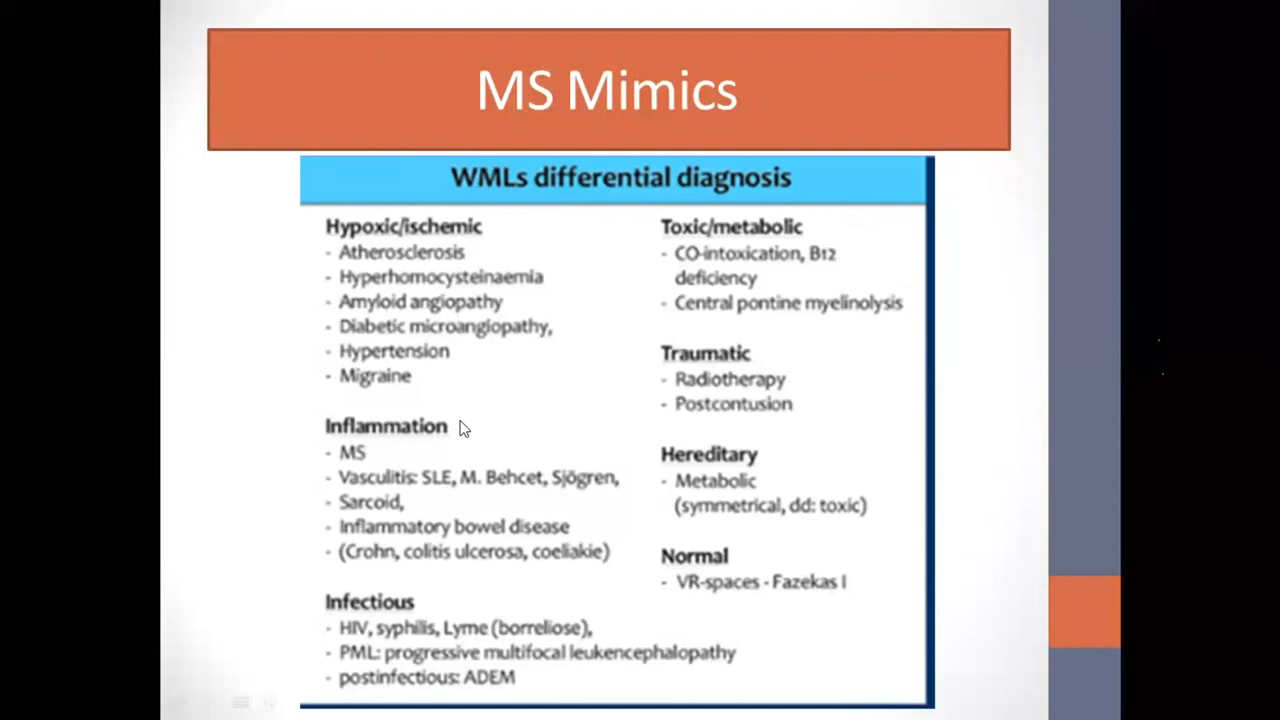 MS Mimics
WMLs differential diagnosis
Hypoxic/ischemic
- Atherosclerosis
- Hyperhomocysteinaemia
- Amyloid angiopathy
- Diabetic microangiopathy,
- Hypertension
- Migraine
Inflammation
- MS
- Vasculitis: SLE, M. Behcet, Sjögren,
- Sarcoid,
- Inflammatory bowel disease
- (Crohn, colitis ulcerosa, coeliakie)
Infectious
- HIV, syphilis, Lyme (borreliose),
- PML: progressive multifocal leukencephalopathy
- postinfectious: ADEM
Toxic/metabolic
- CO-intoxication, B12
deficiency
- Central pontine myelinolysis
Traumatic
- Radiotherapy
- Postcontusion
Hereditary
- Metabolic
(symmetrical, dd: toxic)
Normal
- VR-spaces - Fazekas I